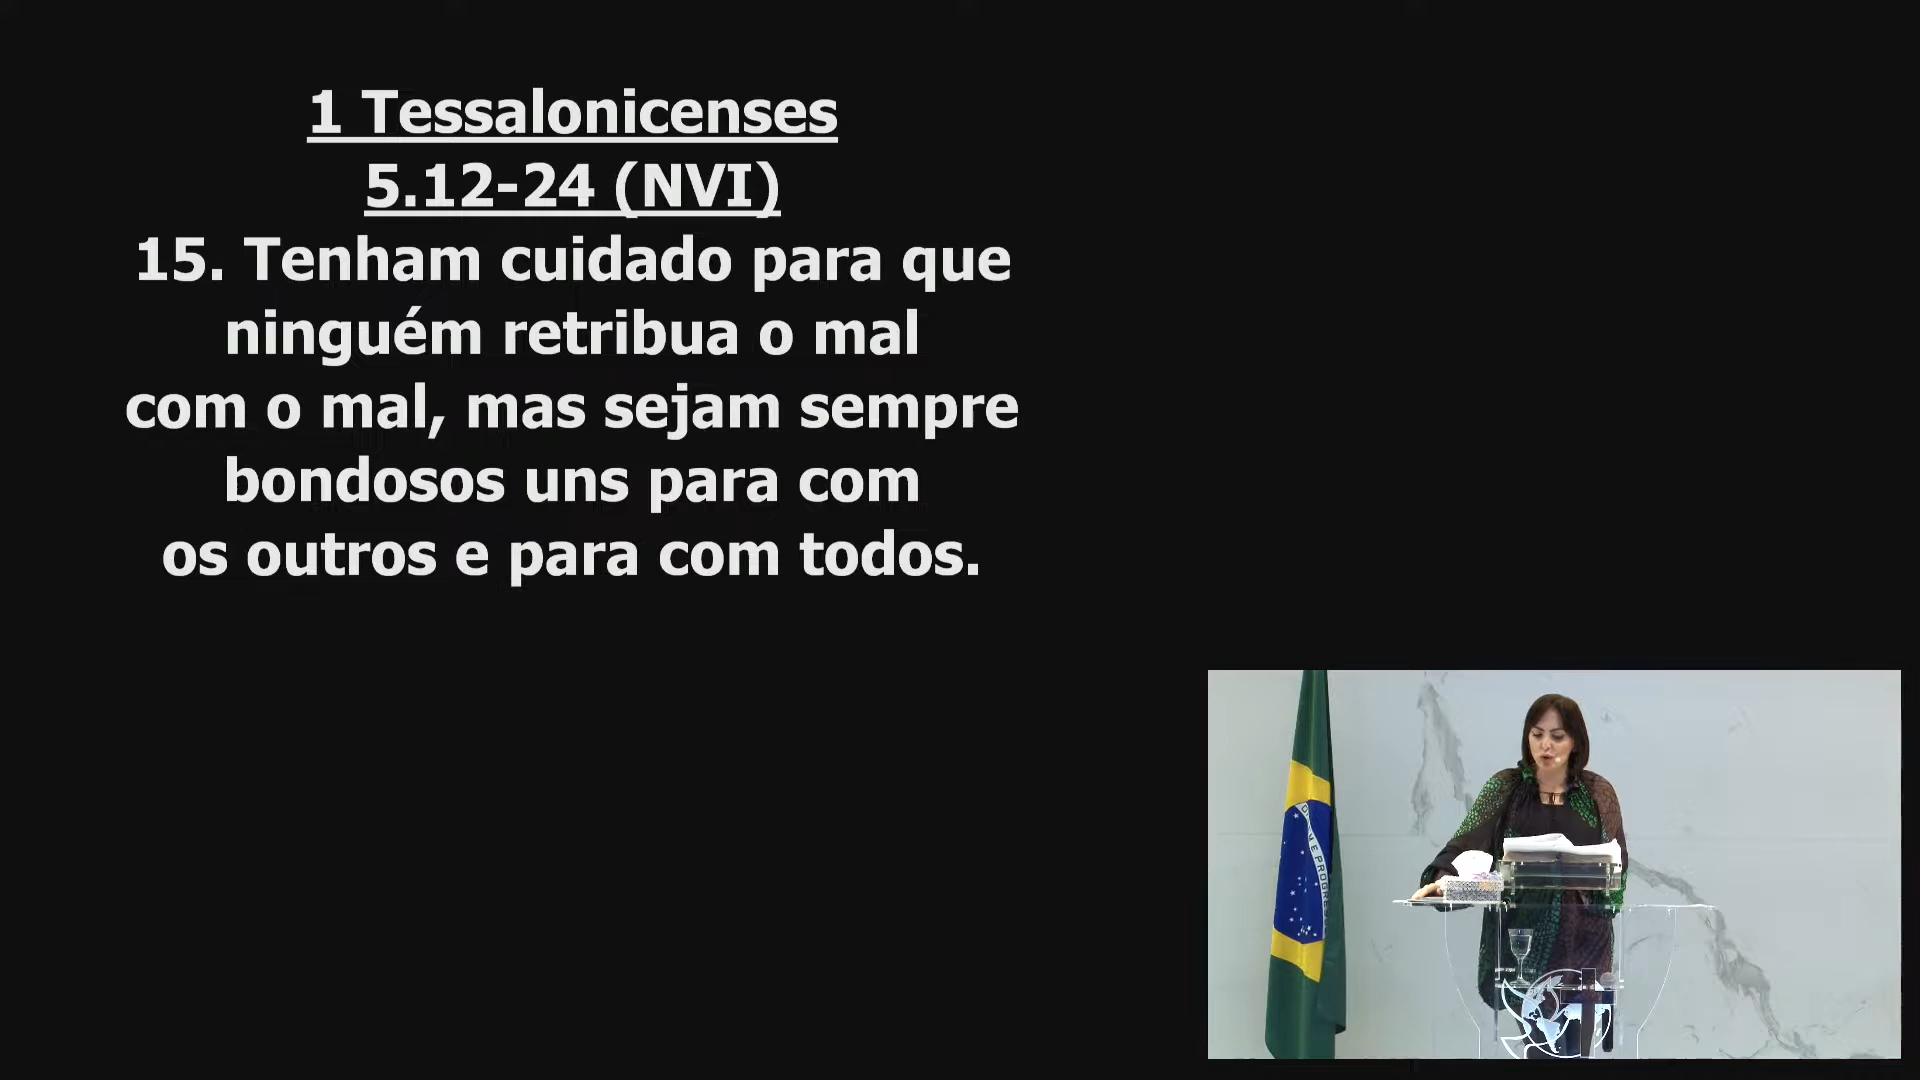 1 Tessalonicenses
5.12-24 (NVI)
15. Tenham cuidado para que
ninguém retribua o mal
com o mal, mas sejam sempre
bondosos uns para com
os outros e para com todos.